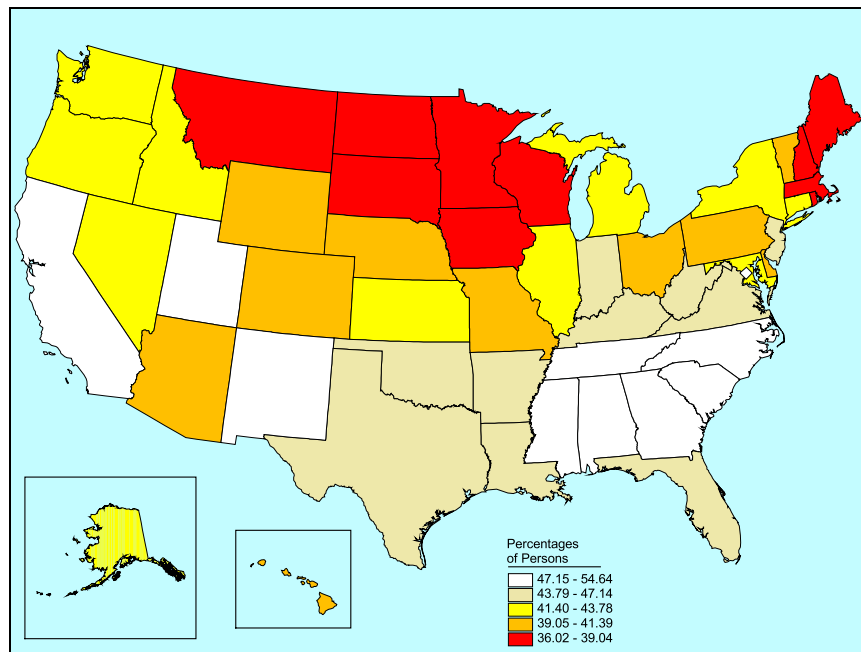 Percentages
of Persons
47.15 - 54.64
43.79 - 47.14
41.40 - 43.78
39.05 - 41.39
36.02 - 39.04